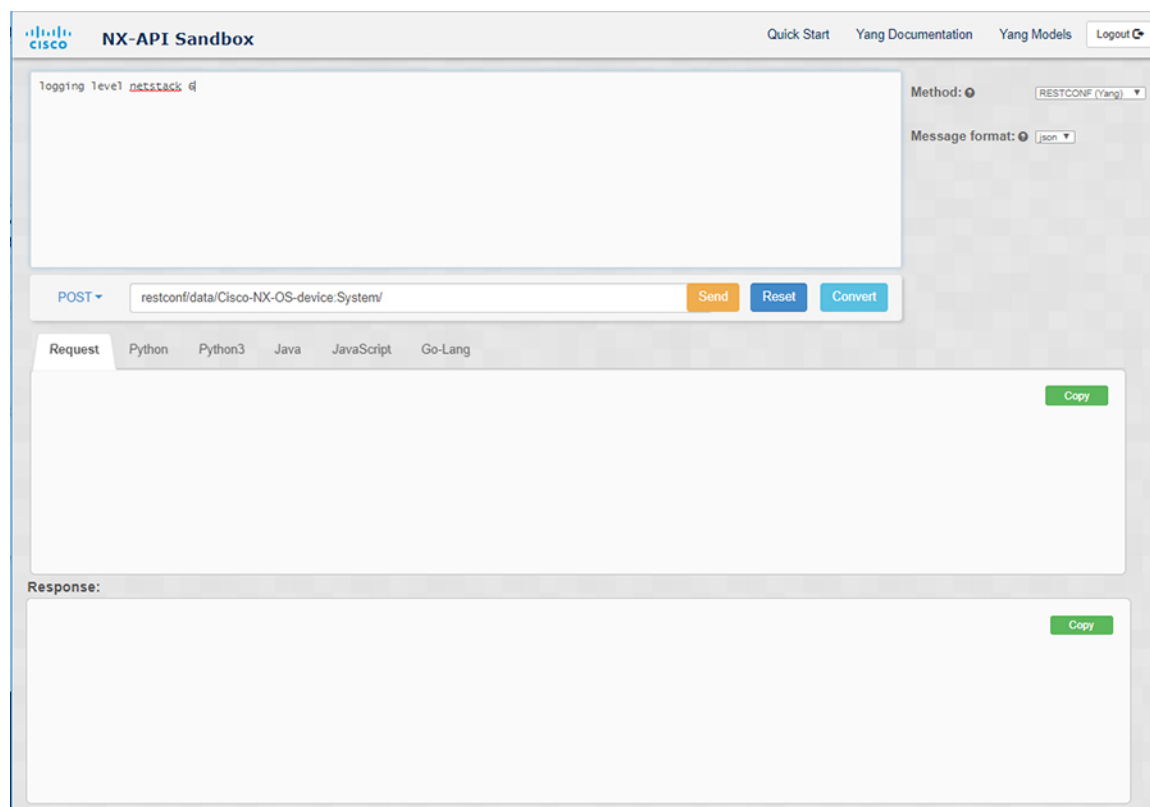 CISCO NX-API Sandbox Quick Start Yang Documentation Yang Models Logout
logging level netstack 6
Method: RESTCONF (Yang)
Message format: json
POST restconf/data/Cisco-NX-OS-device:System/ Send Reset Convert
Request Python Python3 Java JavaScript Go-Lang
Copy
Response:
Copy